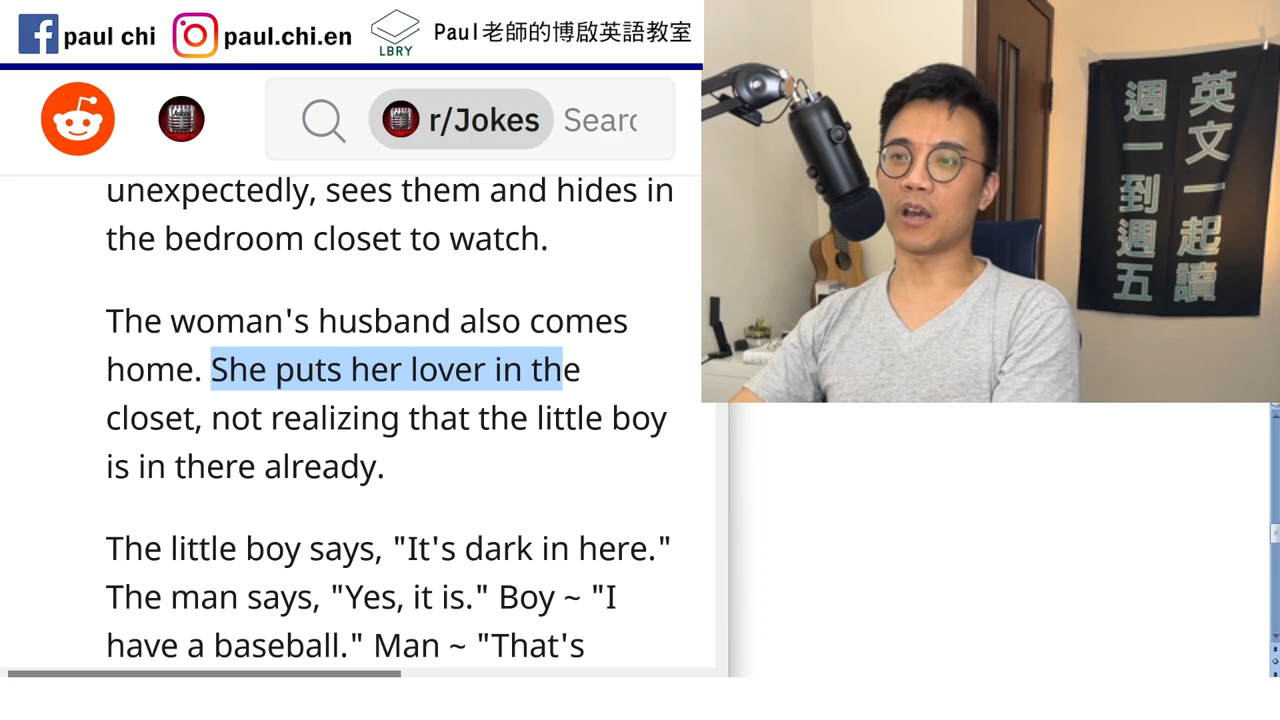 paul chi
paul.chi.en
LBRY
Paul老師的博啟英語教室
r/Jokes
Searc
unexpectedly, sees them and hides in
the bedroom closet to watch.
The woman's husband also comes
home. She puts her lover in the
closet, not realizing that the little boy
is in there already.
The little boy says, "It's dark in here."
The man says, "Yes, it is." Boy ~ "I
have a baseball." Man ~ "That's
英文一起讀
週一到週五